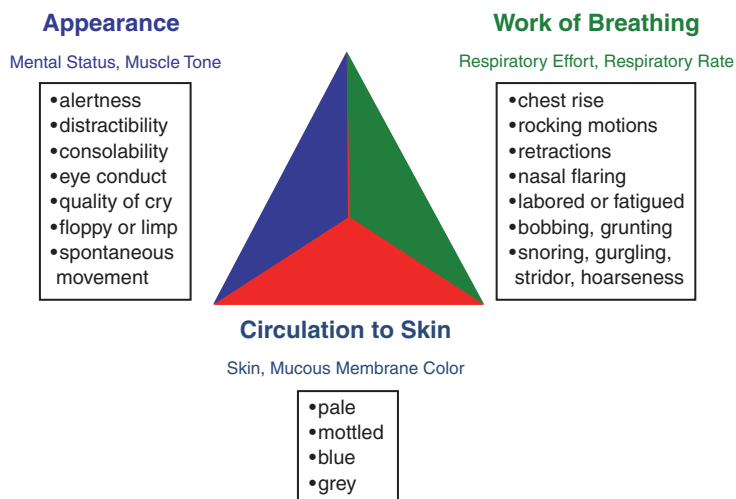 Appearance
Mental Status, Muscle Tone
•alertness
•distractibility
•consolability
•eye conduct
•quality of cry
•floppy or limp
•spontaneous
movement
Work of Breathing
Respiratory Effort, Respiratory Rate
•chest rise
•rocking motions
•retractions
•nasal flaring
•labored or fatigued
•bobbing, grunting
•snoring, gurgling,
stridor, hoarseness
Circulation to Skin
Skin, Mucous Membrane Color
•pale
•mottled
•blue
•grey